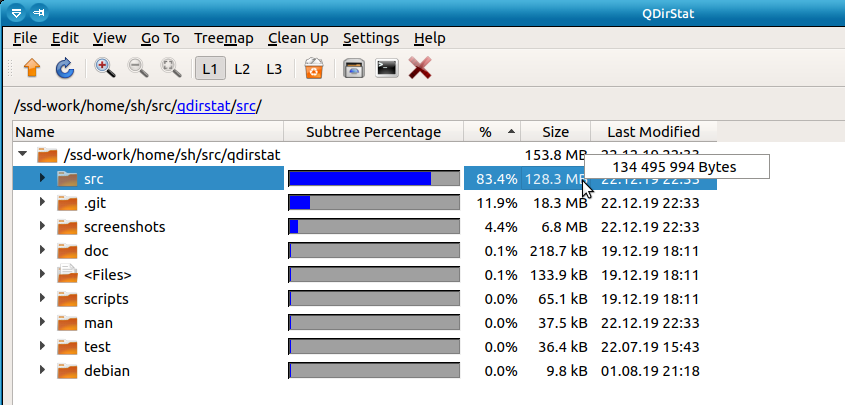 QDirStat
File Edit View Go To Treemap Clean Up Settings Help
L1 L2 L3
/ssd-work/home/sh/src/qdirstat/src/
Name Subtree Percentage % Size Last Modified
/ssd-work/home/sh/src/qdirstat 153.8 MB
134 495 994 Bytes
src 83.4% 128.3 MB 22.12.19 22:33
.git 11.9% 18.3 MB 22.12.19 22:33
screenshots 4.4% 6.8 MB 22.12.19 22:33
doc 0.1% 218.7 kB 19.12.19 18:11
<Files> 0.1% 133.9 kB 19.12.19 18:11
scripts 0.0% 65.1 kB 19.12.19 18:11
man 0.0% 37.5 kB 22.12.19 22:33
test 0.0% 36.4 kB 22.07.19 15:43
debian 0.0% 9.8 kB 01.08.19 21:18